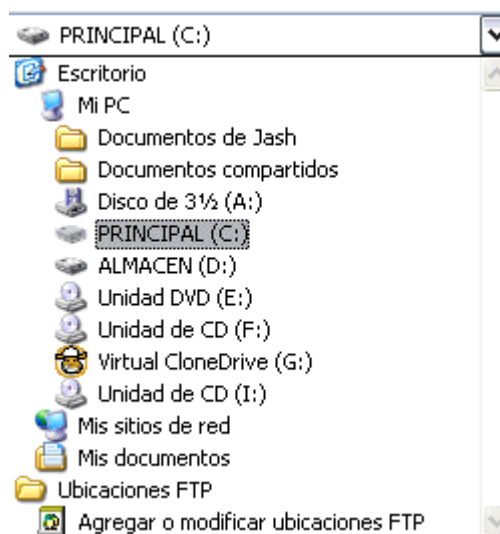 PRINCIPAL (C:)
Escritorio
Mi PC
Documentos de Jash
Documentos compartidos
Disco de 3½ (A:)
PRINCIPAL (C:)
ALMACEN (D:)
Unidad DVD (E:)
Unidad de CD (F:)
Virtual CloneDrive (G:)
Unidad de CD (I:)
Mis sitios de red
Mis documentos
Ubicaciones FTP
Agregar o modificar ubicaciones FTP